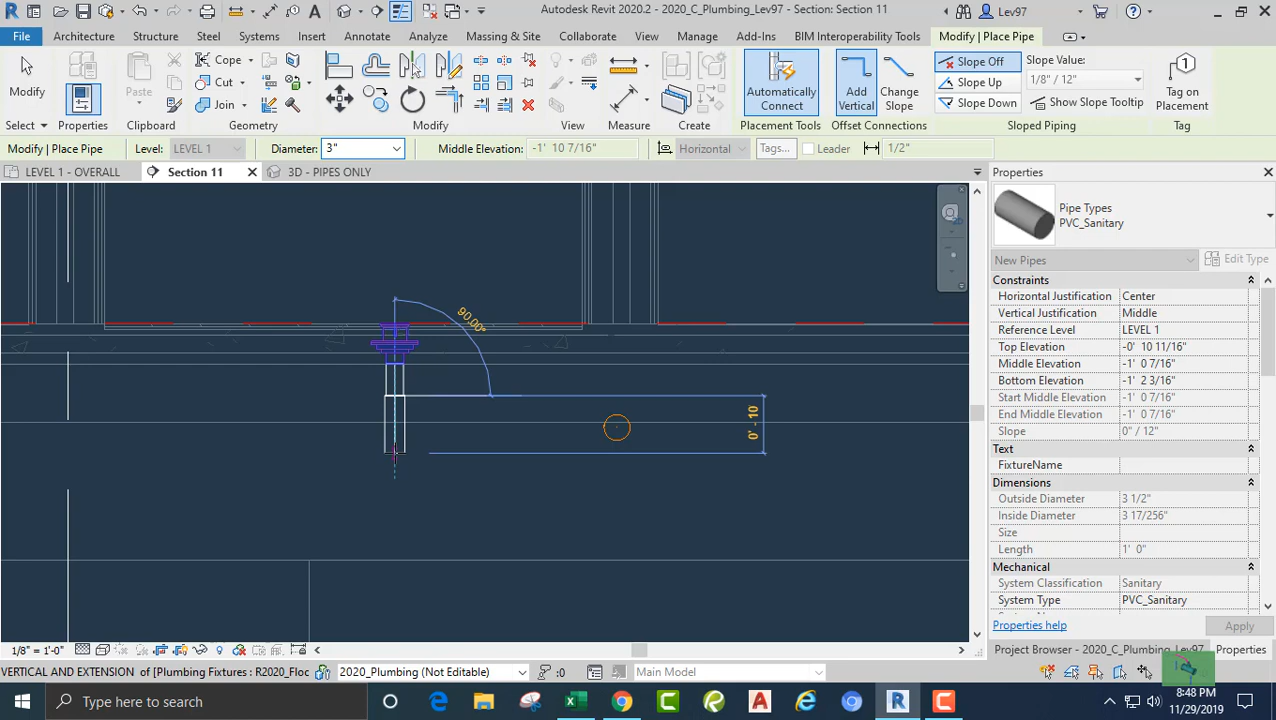 Autodesk Revit 2020.2 - 2020_C_Plumbing_Lev97 - Section: Section 11
Lev97
File Architecture Structure Steel Systems Insert Annotate Analyze Massing & Site Collaborate View Manage Add-Ins BIM Interoperability Tools Modify | Place Pipe
Modify
Select
Properties
Paste
Clipboard
Cope
Cut
Join
Geometry
Modify
View
Measure
Create
Automatically Connect
Placement Tools
Add Vertical
Change Slope
Offset Connections
Slope Off
Slope Up
Slope Down
Slope Value:
1/8" / 12"
Show Slope Tooltip
Sloped Piping
Tag on Placement
Tag
Modify | Place Pipe Level: LEVEL 1 Diameter: 3" Middle Elevation: -1' 10 7/16" Horizontal Tags... Leader 1/2"
LEVEL 1 - OVERALL Section 11 3D - PIPES ONLY
90.00°
0' - 10
Properties
Pipe Types
PVC_Sanitary
New Pipes Edit Type
Constraints
Horizontal Justification Center
Vertical Justification Middle
Reference Level LEVEL 1
Top Elevation -0' 10 11/16"
Middle Elevation -1' 0 7/16"
Bottom Elevation -1' 2 3/16"
Start Middle Elevation -1' 0 7/16"
End Middle Elevation -1' 0 7/16"
Slope 0" / 12"
Text
FixtureName
Dimensions
Outside Diameter 3 1/2"
Inside Diameter 3 17/256"
Size
Length 1' 0"
Mechanical
System Classification Sanitary
System Type PVC_Sanitary
Properties help Apply
Project Browser - 2020_C_Plumbing_Lev97 Properties
1/8" = 1'-0"
VERTICAL AND EXTENSION of [Plumbing Fixtures : R2020_Floc 2020_Plumbing (Not Editable) :0 Main Model
Type here to search
8:48 PM
11/29/2019